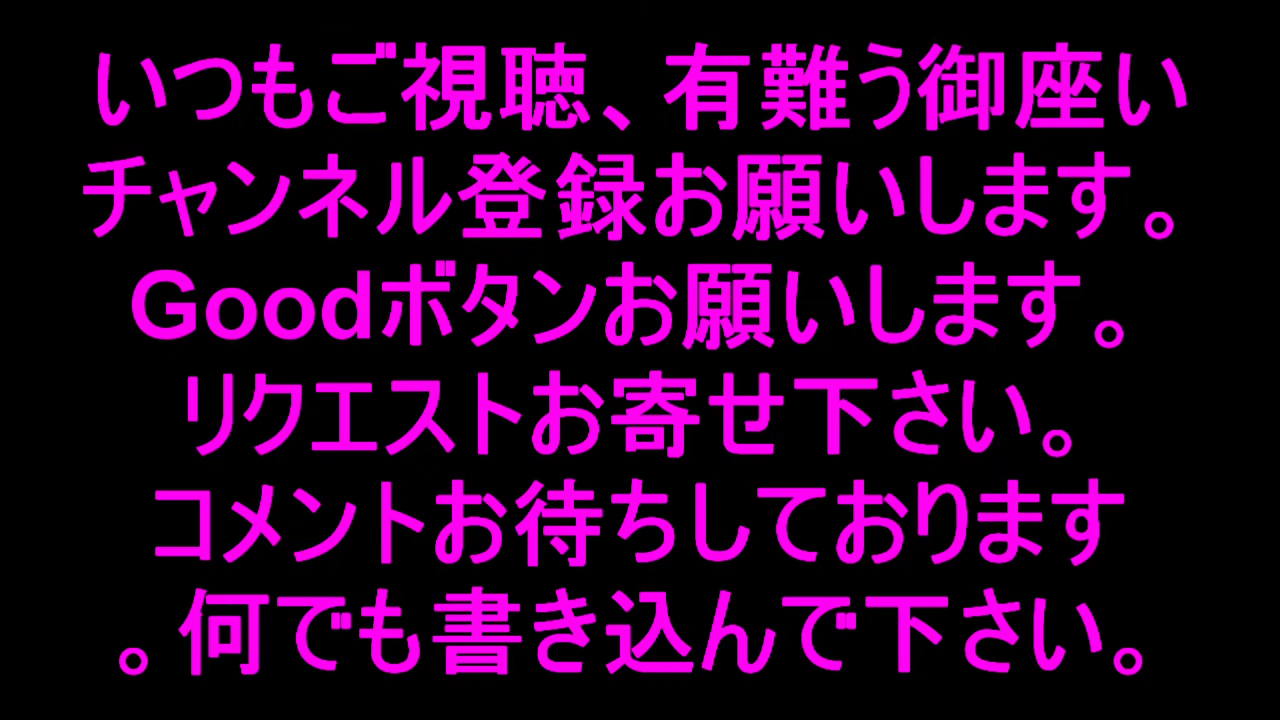 いつもご視聴、有難う御座い
チャンネル登録お願いします。
Goodボタンお願いします。
リクエストお寄せ下さい。
コメントお待ちしております
。何でも書き込んで下さい。